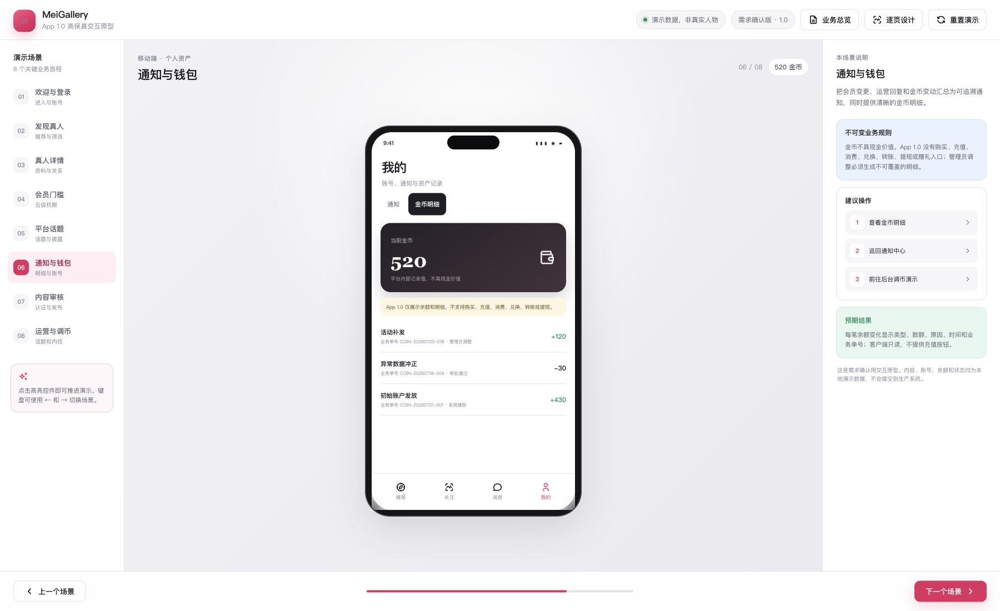 MeiGallery
App 1.0 高保真交互原型
演示数据，非真实人物
需求确认版 · 1.0
业务总览
逐页设计
重置演示
演示场景
8 个关键业务旅程
01
欢迎与登录
进入与账号
02
发现真人
推荐与筛选
03
真人详情
资料与关系
04
会员门槛
五级权限
05
平台话题
话题与披露
06
通知与钱包
明细与账号
07
内容审核
认证与发布
08
运营与调币
话题和内控
点击高亮控件即可推进演示。键
盘可使用 ← 和 → 切换场景。
移动端 · 个人资产
通知与钱包
06 / 08
520 金币
9:41
我的
账号、通知与资产记录
通知
金币明细
当前金币
520
平台内部记录值，不具现金价值
App 1.0 仅展示余额和明细，不支持购买、充值、消费、兑换、转账或提现。
活动补发
业务单号 COIN-20260720-018 · 管理员调整
+120
异常数据冲正
业务单号 COIN-20260718-009 · 审批通过
−30
初始账户发放
业务单号 COIN-20260701-001 · 系统建账
+430
推荐
关注
消息
我的
本场景说明
通知与钱包
把会员变更、运营回复和金币变动汇总为可追溯通
知，同时提供清晰的金币明细。
不可变业务规则
金币不具现金价值。App 1.0 没有购买、充值、
消费、兑换、转账、提现或赠礼入口；管理员调
整必须生成不可覆盖的明细。
建议操作
1
查看金币明细
2
返回通知中心
3
前往后台调币演示
预期结果
每笔余额变化显示类型、数额、原因、时间和业
务单号；客户端只读，不提供充值按钮。
这是需求确认用交互原型。内容、账号、余额和状态均为本
地演示数据，不会提交到生产系统。
上一个场景
下一个场景